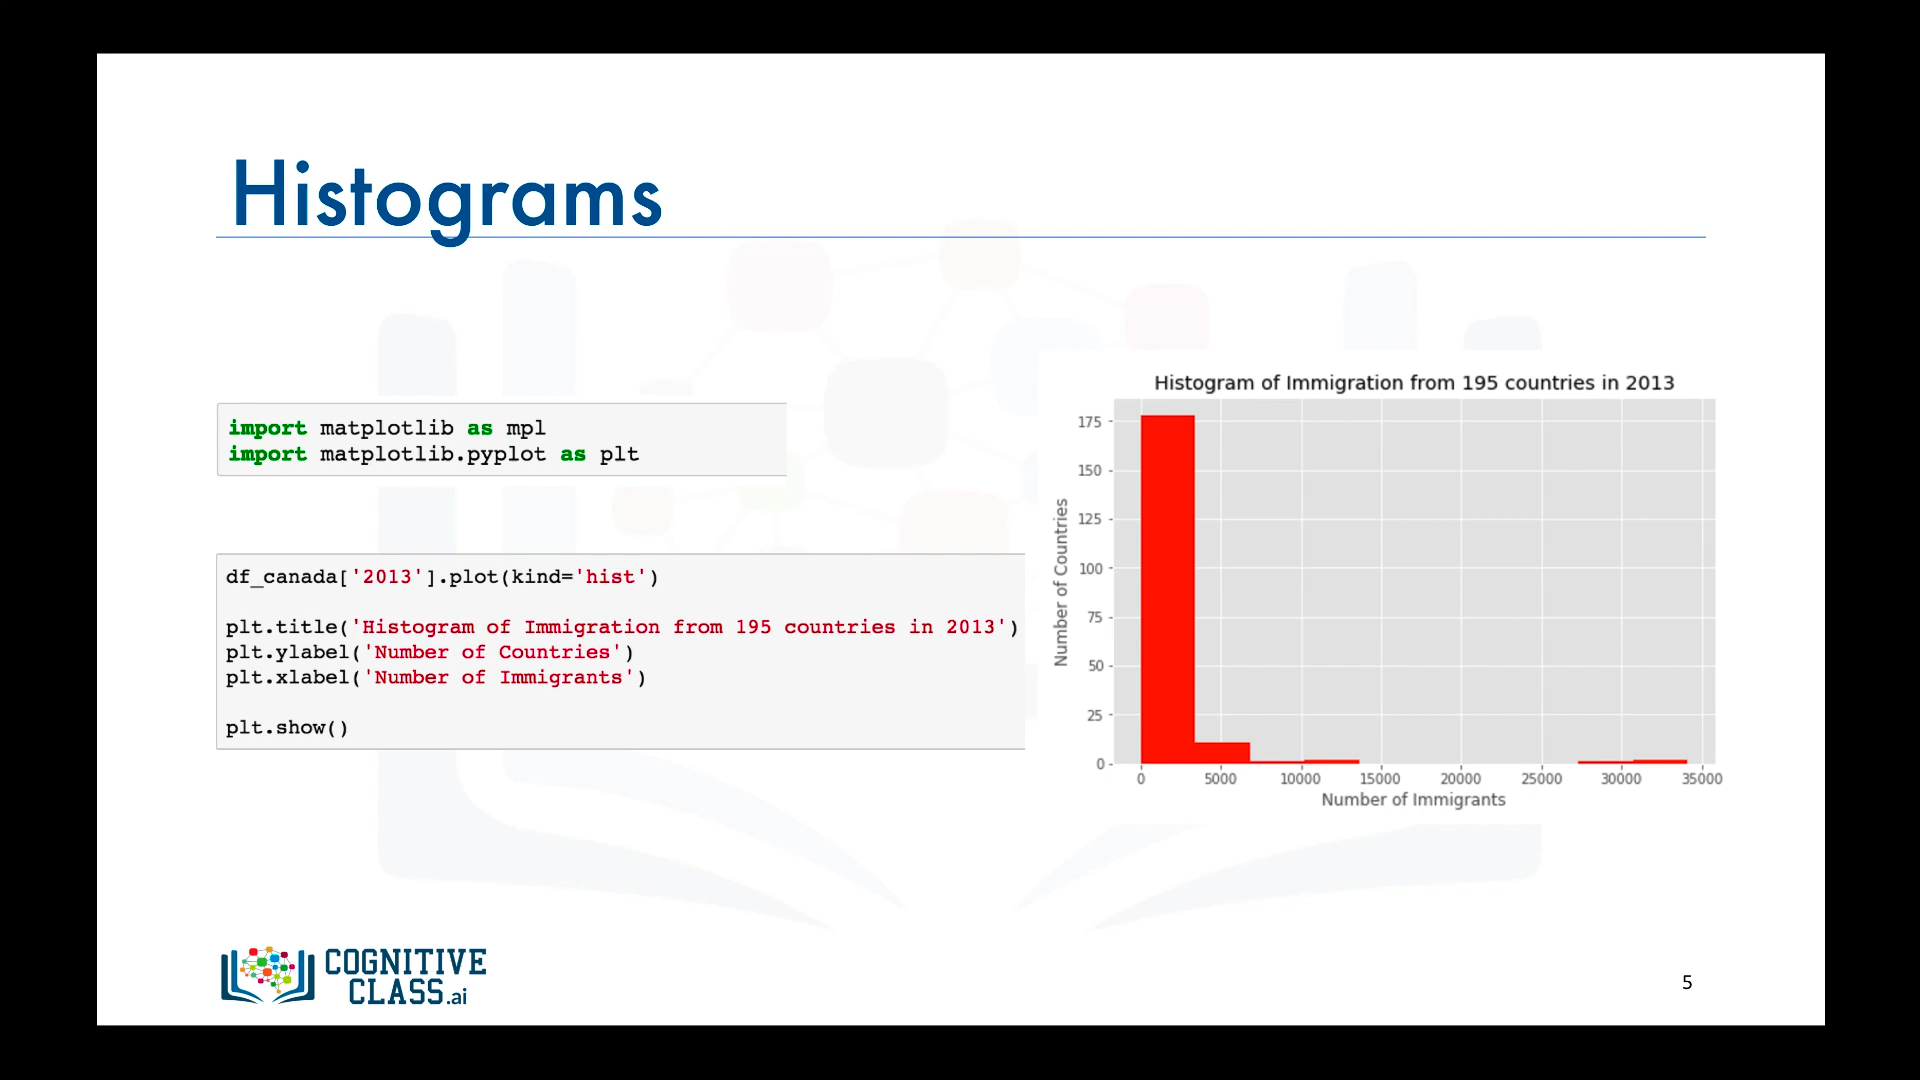 Histograms
import matplotlib as mpl
import matplotlib.pyplot as plt
df_canada['2013'].plot(kind='hist')
plt.title('Histogram of Immigration from 195 countries in 2013')
plt.ylabel('Number of Countries')
plt.xlabel('Number of Immigrants')
plt.show()
Histogram of Immigration from 195 countries in 2013
Number of Countries
175
150
125
100
75
50
25
0
0 5000 10000 15000 20000 25000 30000 35000
Number of Immigrants
COGNITIVE
CLASS.ai
5